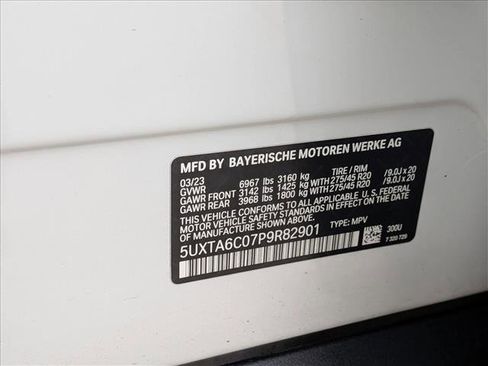 MFD BY BAYERISCHE MOTOREN WERKE AG
03/23 TIRE / RIM
GVWR 6967 lbs 3160 kg
GAWR FRONT 3142 lbs 1425 kg WITH 275/45 R20 / 9.0J x 20
GAWR REAR 3968 lbs 1800 kg WITH 275/45 R20 / 9.0J x 20
THIS VEHICLE CONFORMS TO ALL APPLICABLE U. S. FEDERAL
MOTOR VEHICLE SAFETY STANDARDS IN EFFECT ON THE DATE
OF MANUFACTURE SHOWN ABOVE.
5UXTA6C07P9R82901 TYPE: MPV
300U
7 320 725